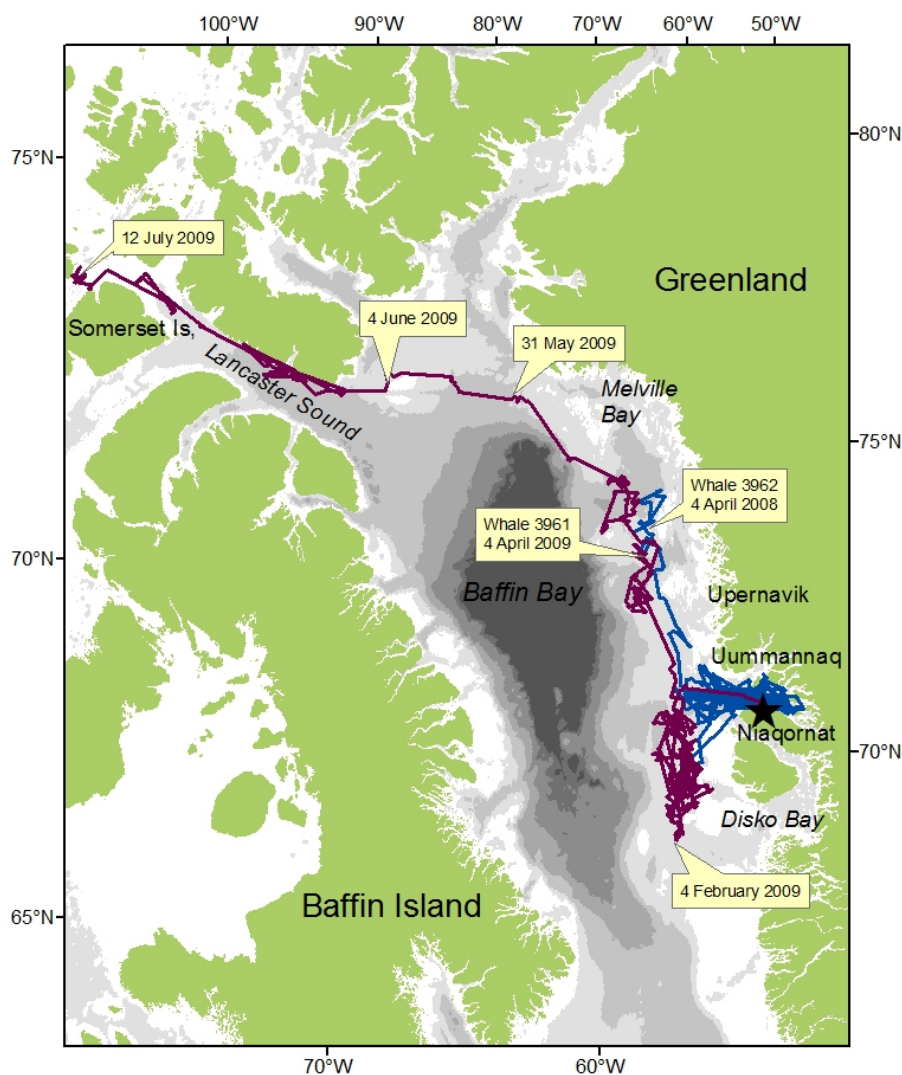 100°W 90°W 80°W 70°W 60°W 50°W
75°N
80°N
12 July 2009
Greenland
4 June 2009
Somerset Is,
31 May 2009
Lancaster Sound
Melville
Bay
75°N
Whale 3962
4 April 2008
Whale 3961
4 April 2009
70°N
Baffin Bay
Upernavik
Uummannaq
Niaqornat
70°N
Disko Bay
4 February 2009
Baffin Island
65°N
70°W 60°W